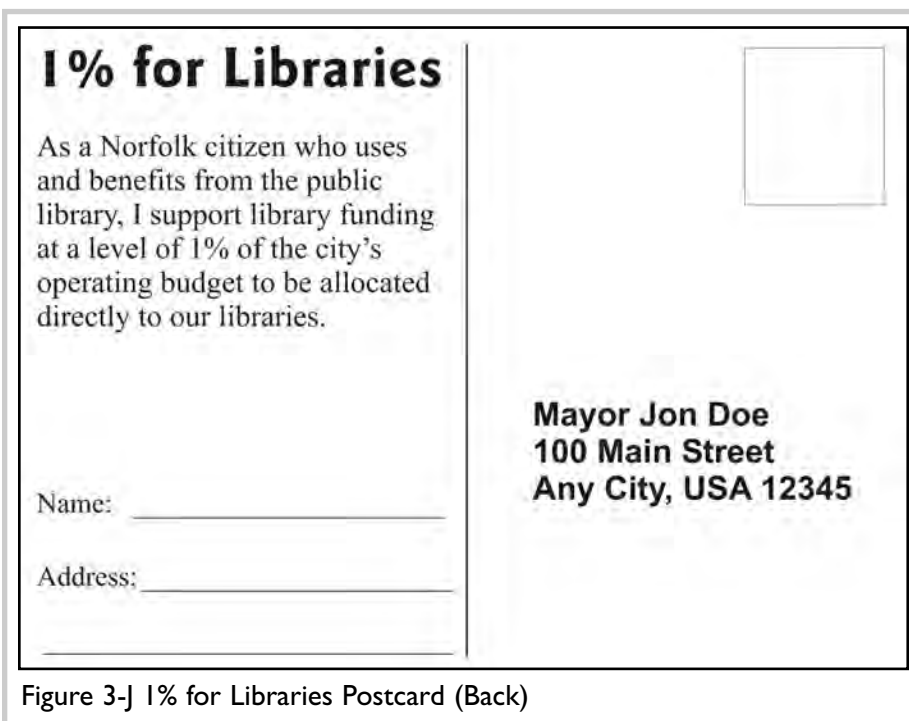 1% for Libraries
As a Norfolk citizen who uses
and benefits from the public
library, I support library funding
at a level of 1% of the city's
operating budget to be allocated
directly to our libraries.
Name:
Address:
Mayor Jon Doe
100 Main Street
Any City, USA 12345
Figure 3-J 1% for Libraries Postcard (Back)